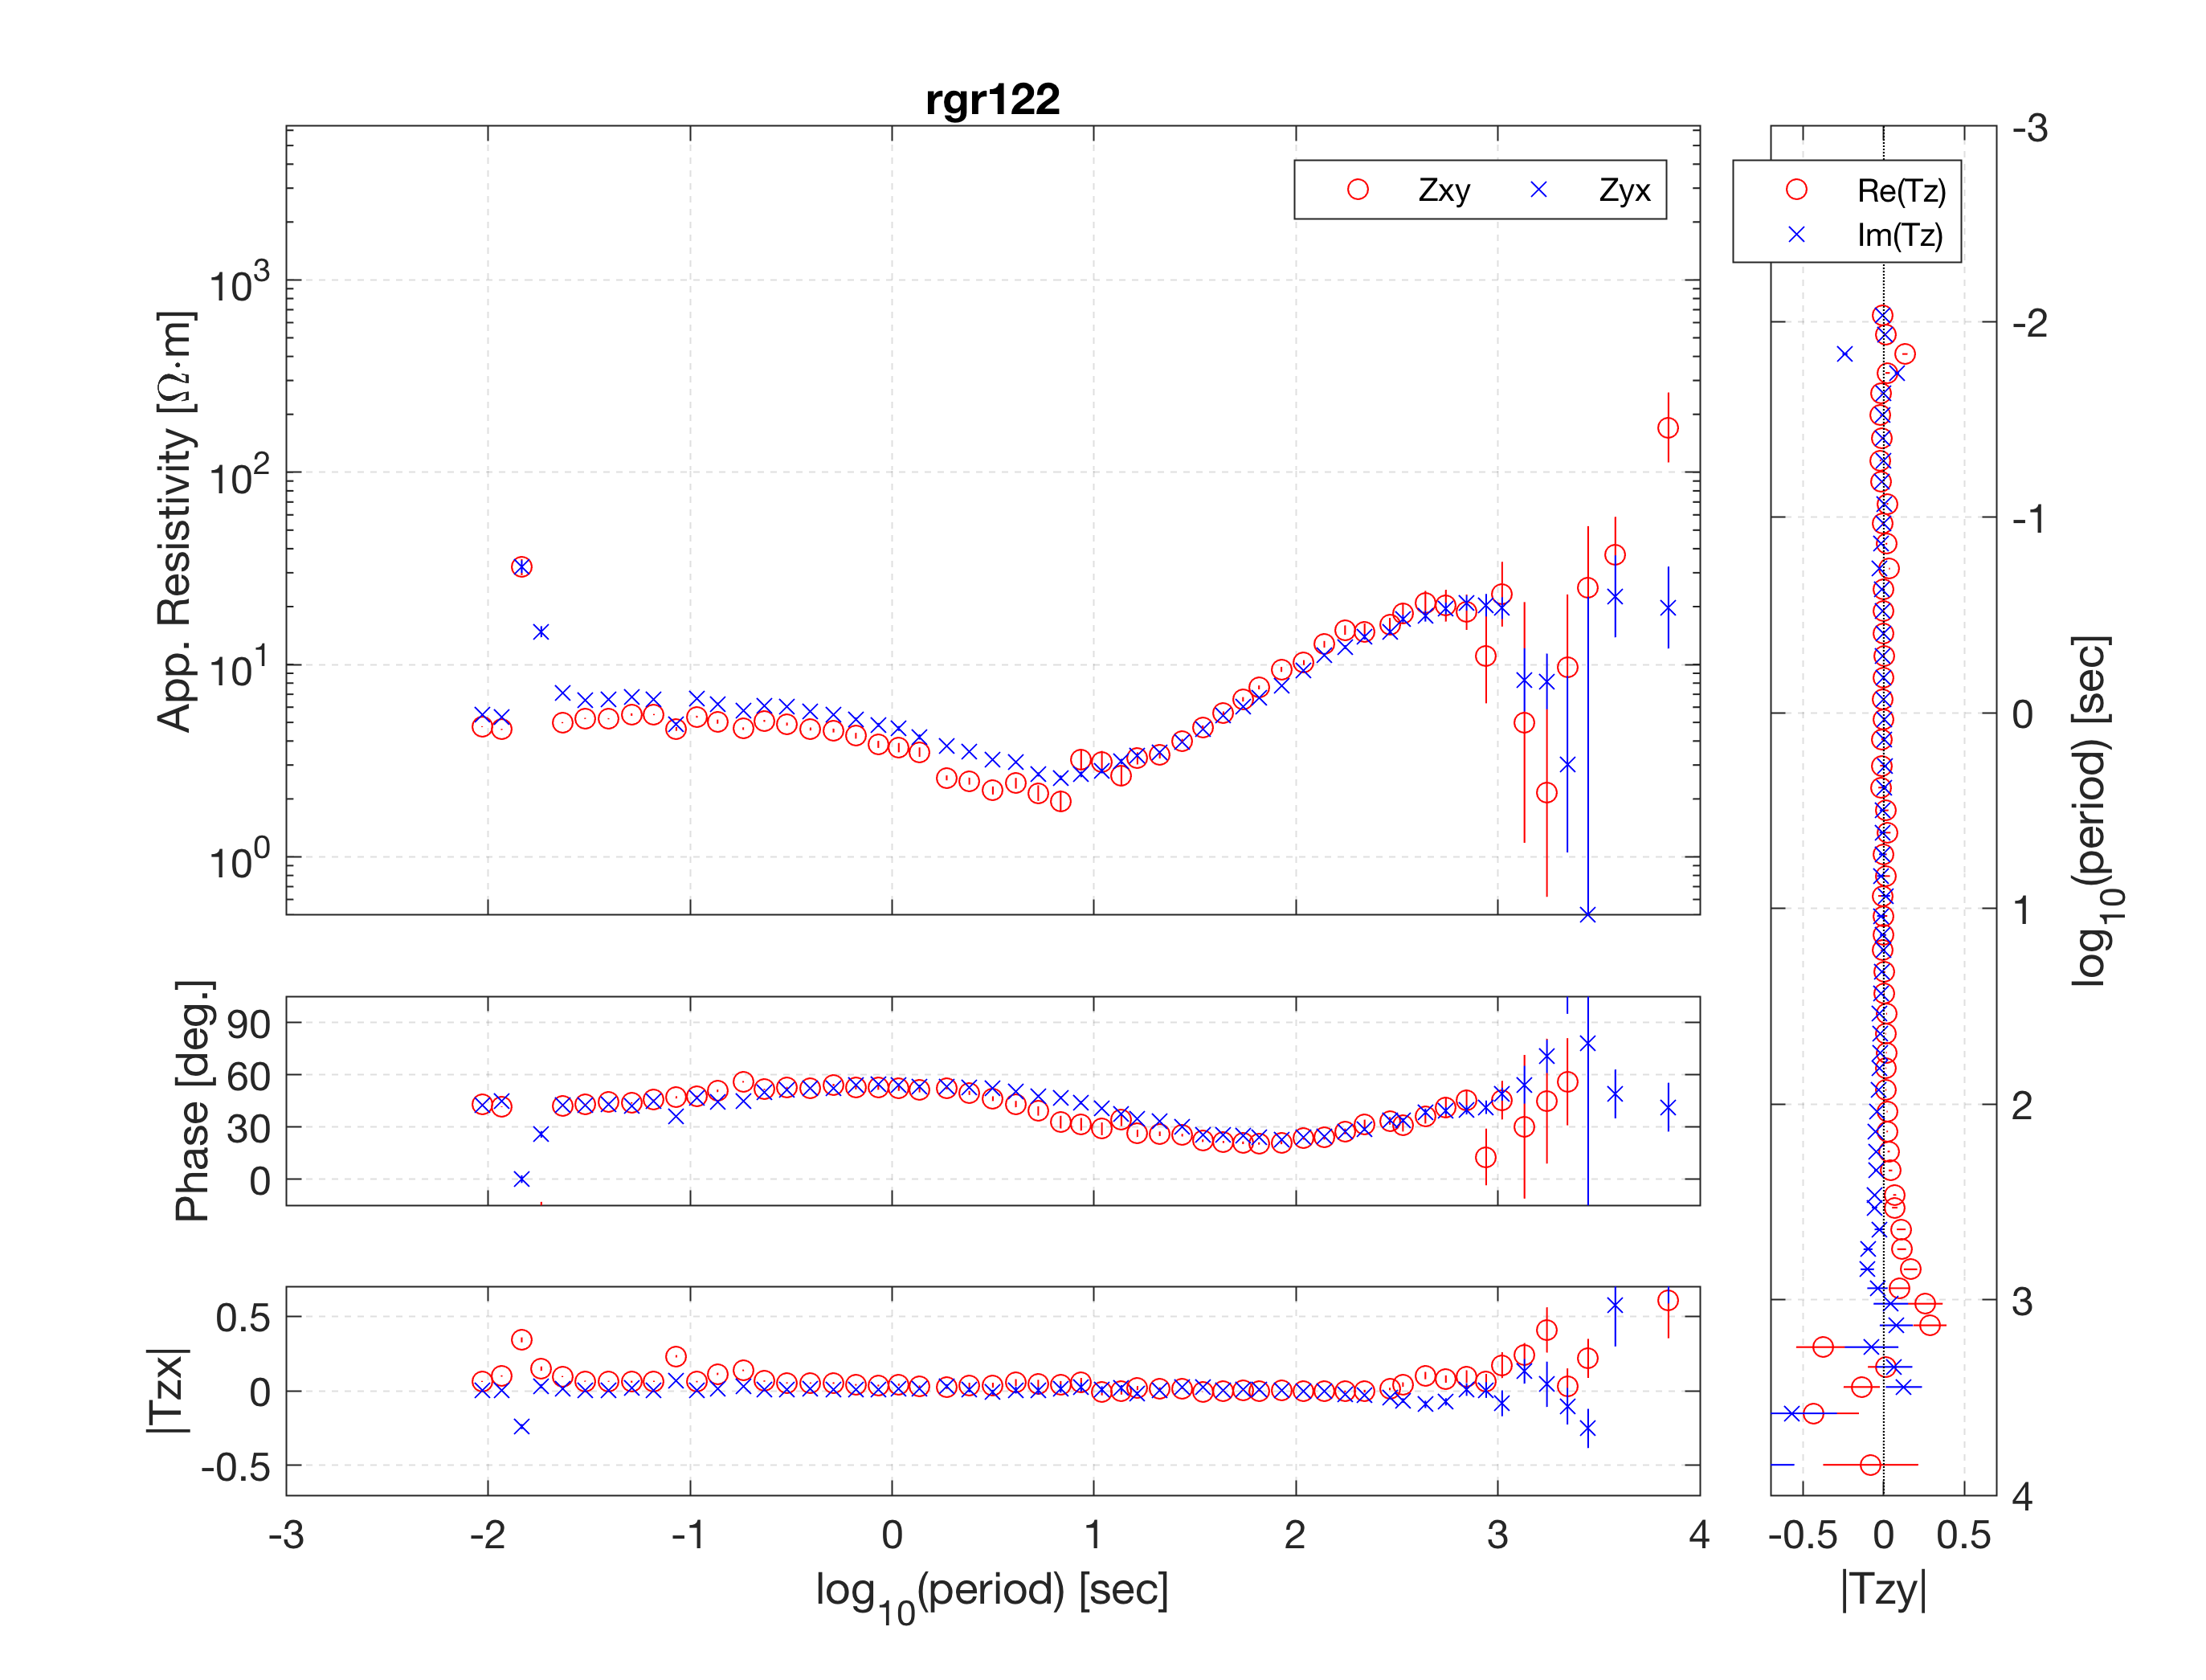 rgr122
Zxy Zyx
Re(Tz)
Im(Tz)
App. Resistivity [Ω·m]
10³
10²
10¹
10⁰
Phase [deg.]
90
60
30
0
|Tzx|
0.5
0
-0.5
-3 -2 -1 0 1 2 3 4
log₁₀(period) [sec]
-3
-2
-1
0
1
2
3
4
log₁₀(period) [sec]
-0.5 0 0.5
|Tzy|